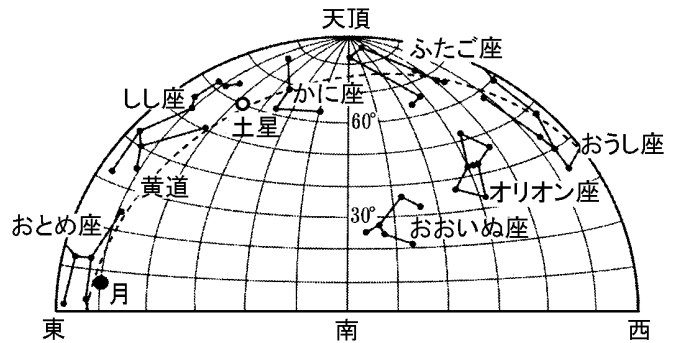 天頂
ふたご座
しし座
かに座
土星
60°
おうし座
黄道
オリオン座
おとめ座
30°
おおいぬ座
月
東
南
西